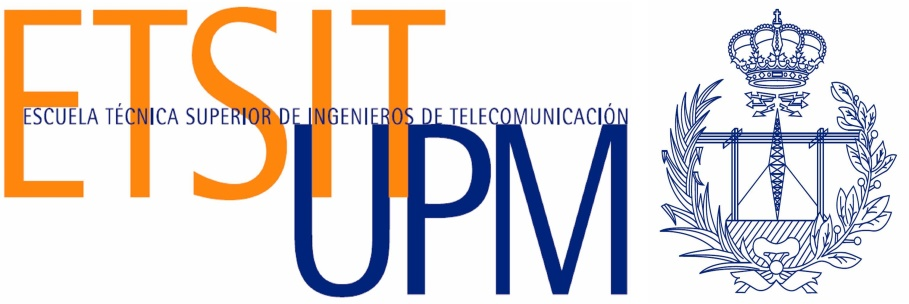 ETSIT
ESCUELA TÉCNICA SUPERIOR DE INGENIEROS DE TELECOMUNICACIÓN
UPM